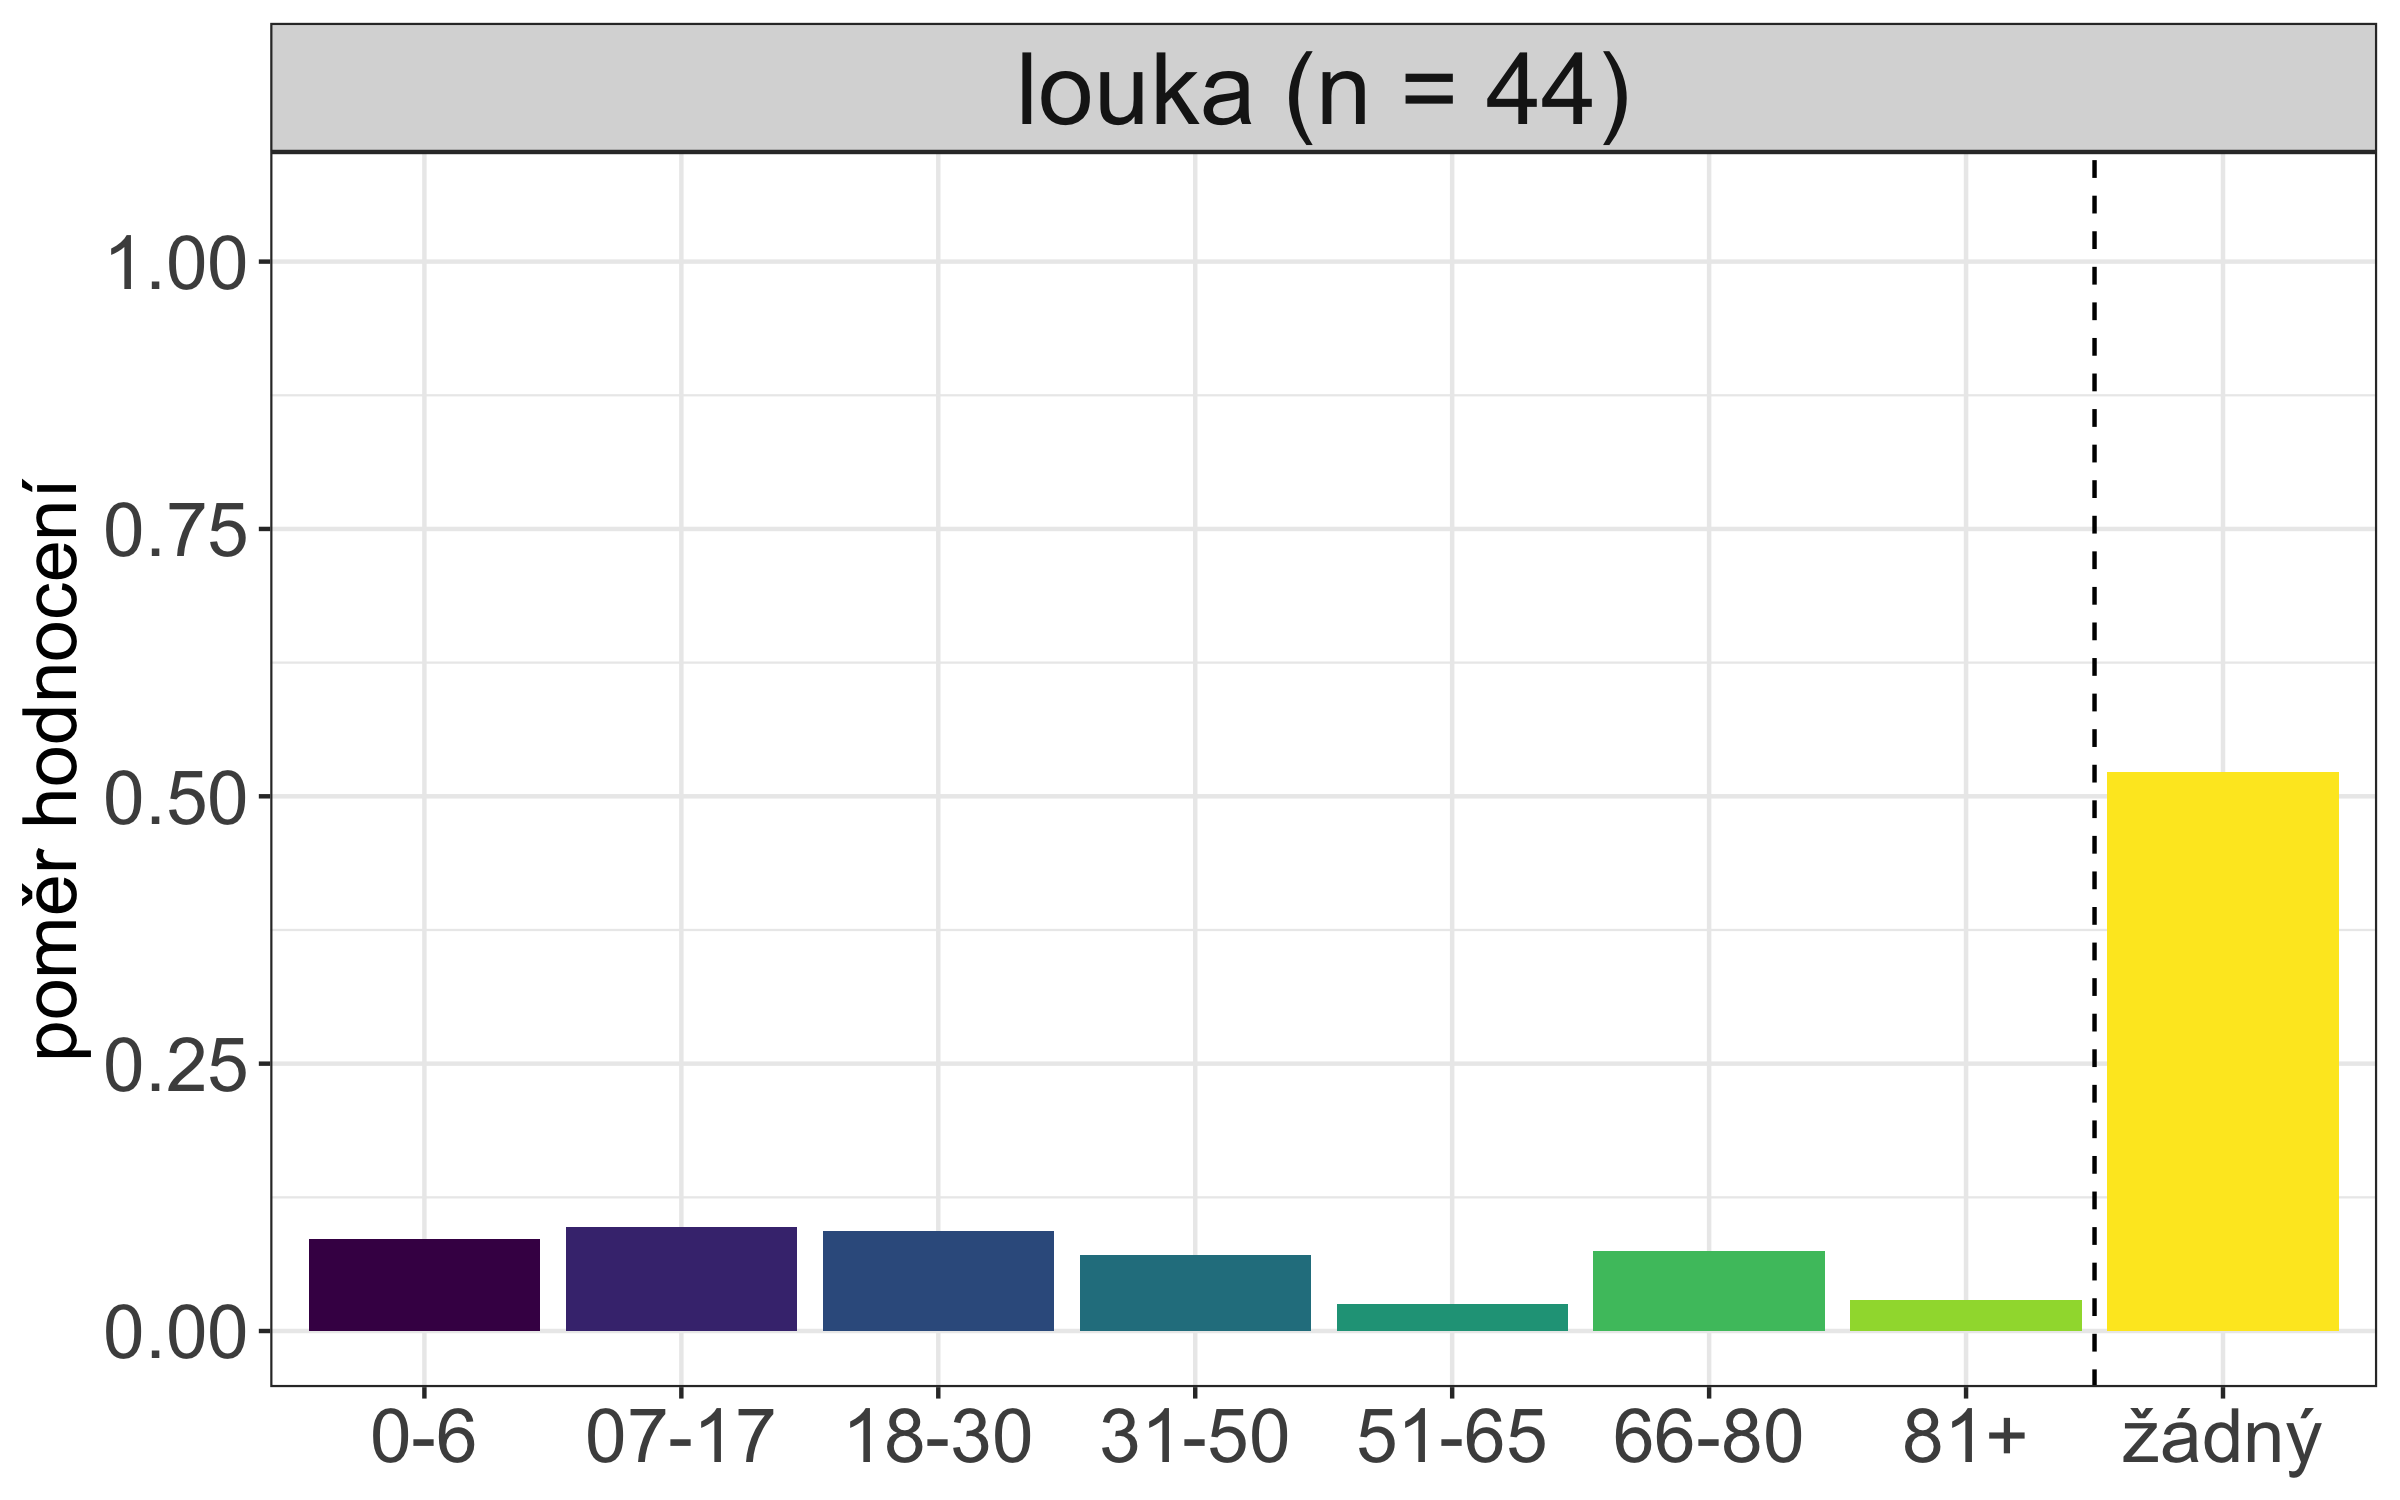 louka (n = 44)
poměr hodnocení
1.00
0.75
0.50
0.25
0.00
0-6 07-17 18-30 31-50 51-65 66-80 81+ žádný